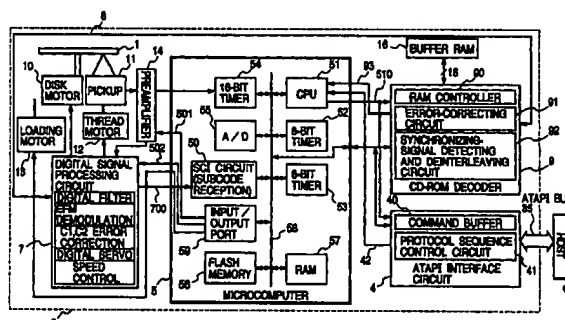 8
1
10
11
14
16
BUFFER RAM
DISK MOTOR
PICKUP
PREAMPLIFIER
54
51
93
510
18
90
16-BIT TIMER
CPU
RAM CONTROLLER
91
LOADING MOTOR
THREAD MOTOR
501
55
A/D
52
8-BIT TIMER
ERROR-CORRECTING CIRCUIT
92
13
12
502
50
SYNCHRONIZING-SIGNAL DETECTING AND DEINTERLEAVING CIRCUIT
9
DIGITAL SIGNAL PROCESSING CIRCUIT
SCI CIRCUIT (SUBCODE RECEPTION)
8-BIT TIMER
53
CD-ROM DECODER
DIGITAL FILTER
700
40
ATAPI BUS
EFM DEMODULATION
INPUT/OUTPUT PORT
58
COMMAND BUFFER
35
7
C1,C2 ERROR CORRECTION
59
57
42
PROTOCOL SEQUENCE CONTROL CIRCUIT
HOST
DIGITAL SERVO
FLASH MEMORY
RAM
41
SPEED CONTROL
5
56
MICROCOMPUTER
4
ATAPI INTERFACE CIRCUIT